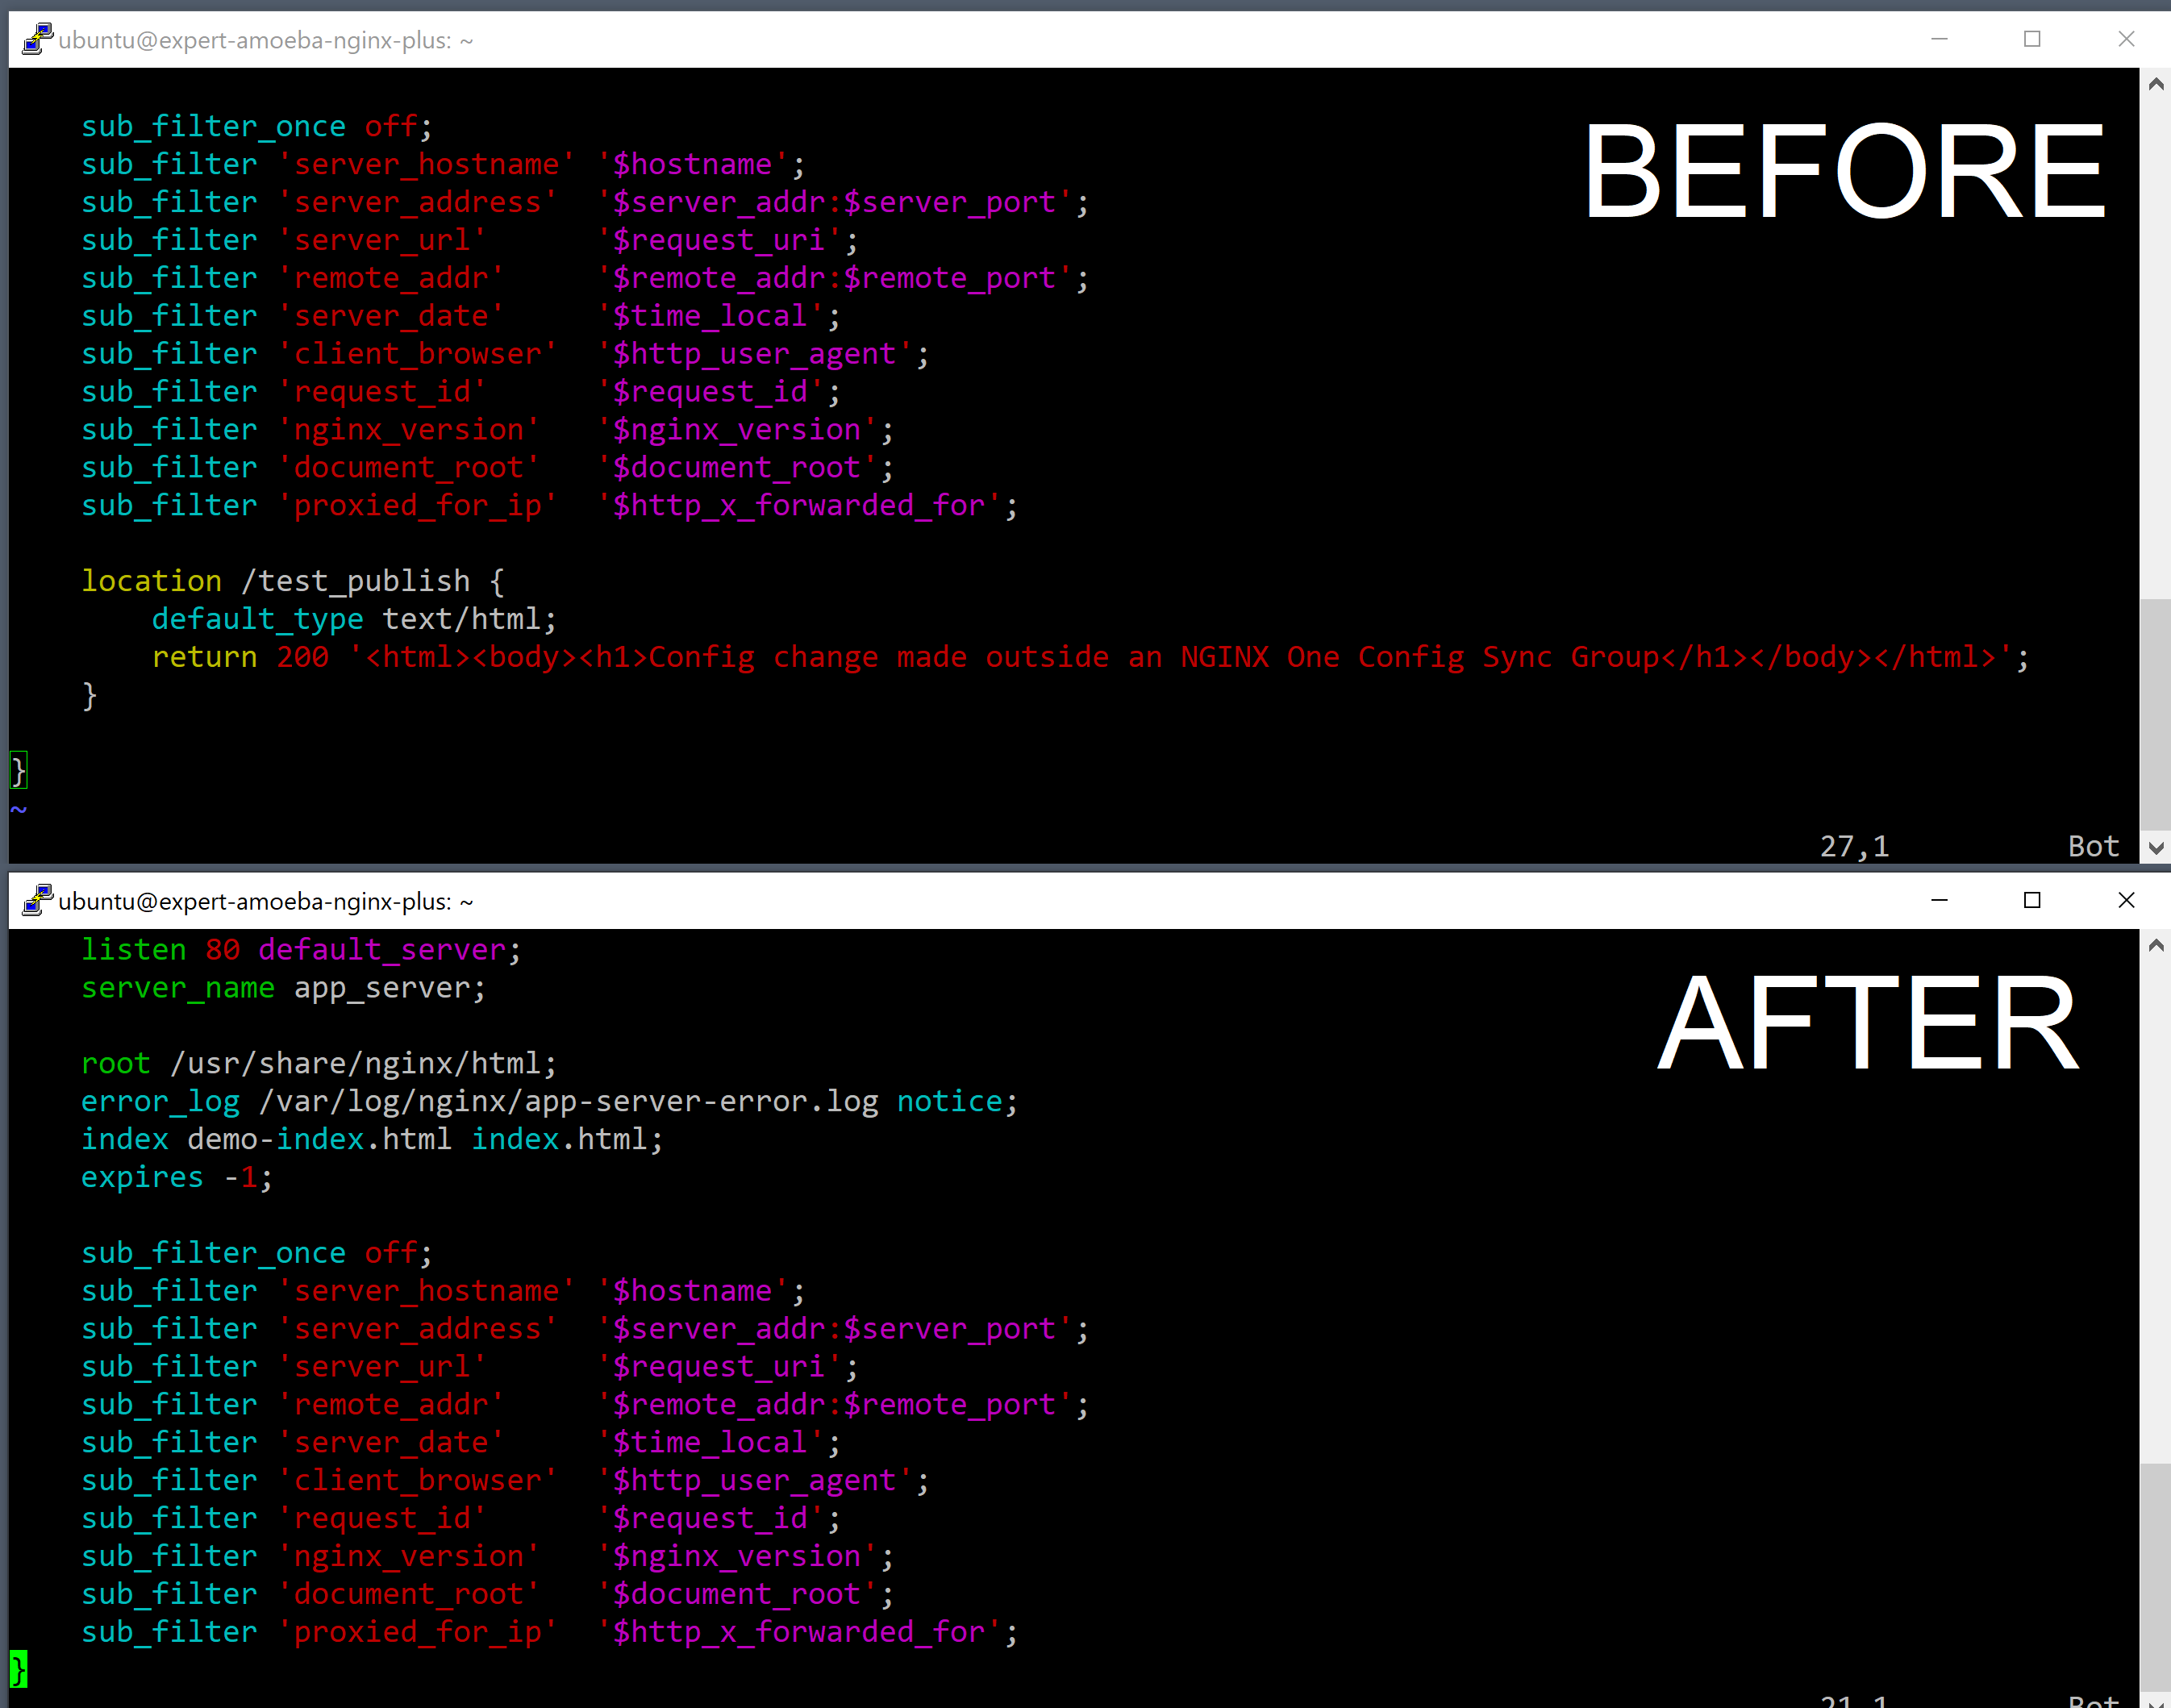 ubuntu@expert-amoeba-nginx-plus: ~
BEFORE
sub_filter_once off;
sub_filter 'server_hostname' '$hostname';
sub_filter 'server_address'  '$server_addr:$server_port';
sub_filter 'server_url'      '$request_uri';
sub_filter 'remote_addr'     '$remote_addr:$remote_port';
sub_filter 'server_date'     '$time_local';
sub_filter 'client_browser'  '$http_user_agent';
sub_filter 'request_id'      '$request_id';
sub_filter 'nginx_version'   '$nginx_version';
sub_filter 'document_root'   '$document_root';
sub_filter 'proxied_for_ip'  '$http_x_forwarded_for';
location /test_publish {
default_type text/html;
return 200 '<html><body><h1>Config change made outside an NGINX One Config Sync Group</h1></body></html>';
}
}
~
27,1 Bot
ubuntu@expert-amoeba-nginx-plus: ~
AFTER
listen 80 default_server;
server_name app_server;
root /usr/share/nginx/html;
error_log /var/log/nginx/app-server-error.log notice;
index demo-index.html index.html;
expires -1;
sub_filter_once off;
sub_filter 'server_hostname' '$hostname';
sub_filter 'server_address'  '$server_addr:$server_port';
sub_filter 'server_url'      '$request_uri';
sub_filter 'remote_addr'     '$remote_addr:$remote_port';
sub_filter 'server_date'     '$time_local';
sub_filter 'client_browser'  '$http_user_agent';
sub_filter 'request_id'      '$request_id';
sub_filter 'nginx_version'   '$nginx_version';
sub_filter 'document_root'   '$document_root';
sub_filter 'proxied_for_ip'  '$http_x_forwarded_for';
}
21,1 Bot